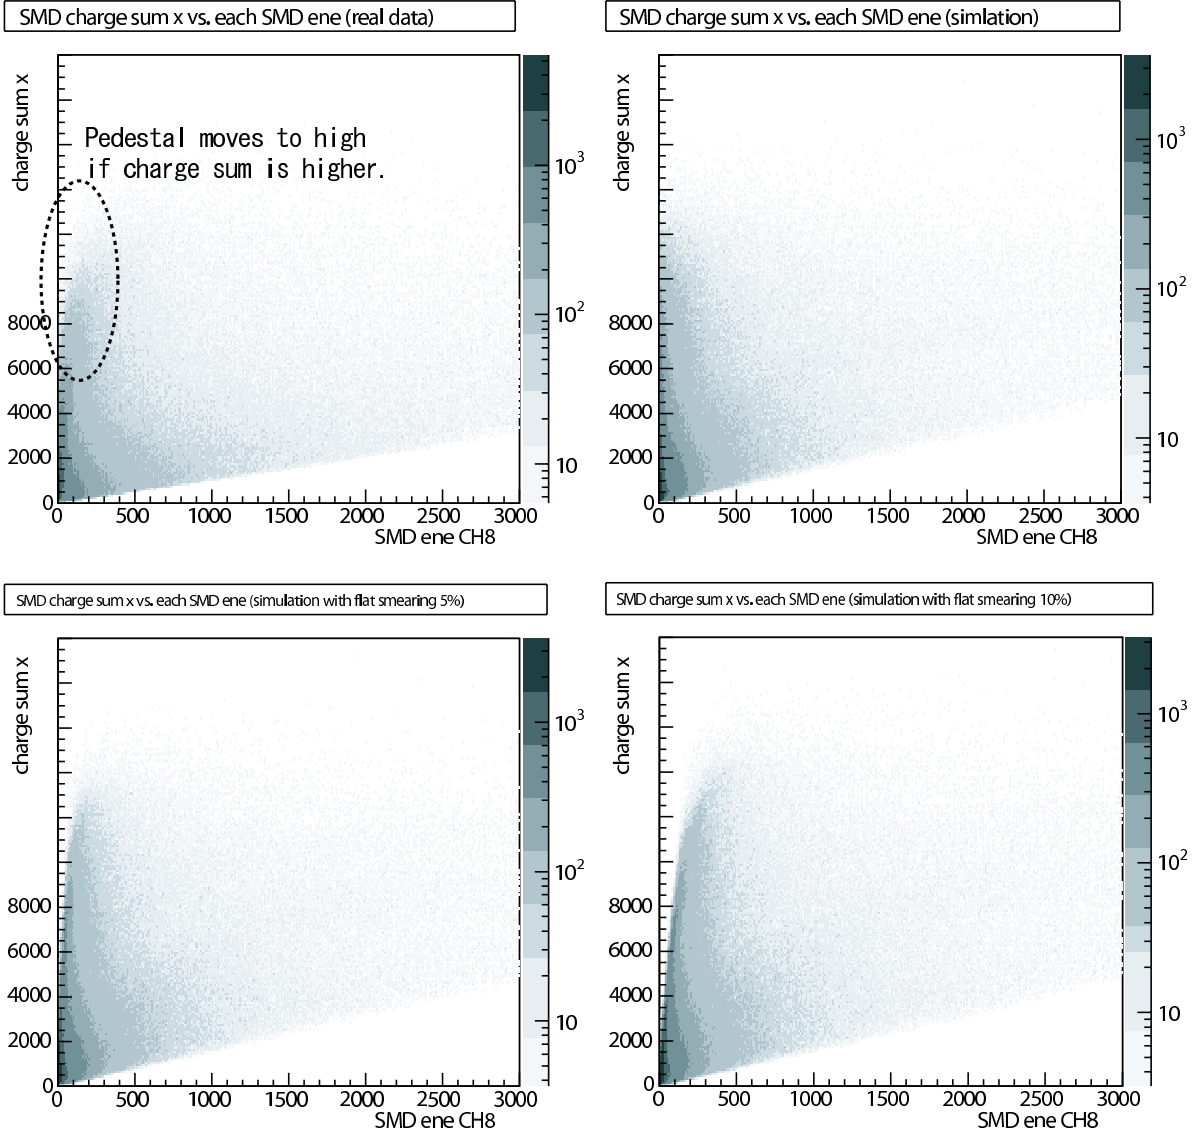 SMD charge sum x vs. each SMD ene (real data)
charge sum x
Pedestal moves to high
if charge sum is higher.
8000
6000
4000
2000
0
0 500 1000 1500 2000 2500 3000
SMD ene CH8
10³
10²
10
SMD charge sum x vs. each SMD ene (simlation)
charge sum x
8000
6000
4000
2000
0
0 500 1000 1500 2000 2500 3000
SMD ene CH8
10³
10²
10
SMD charge sum x vs. each SMD ene (simulation with flat smearing 5%)
charge sum x
8000
6000
4000
2000
0
0 500 1000 1500 2000 2500 3000
SMD ene CH8
10³
10²
10
SMD charge sum x vs. each SMD ene (simulation with flat smearing 10%)
charge sum x
8000
6000
4000
2000
0
0 500 1000 1500 2000 2500 3000
SMD ene CH8
10³
10²
10